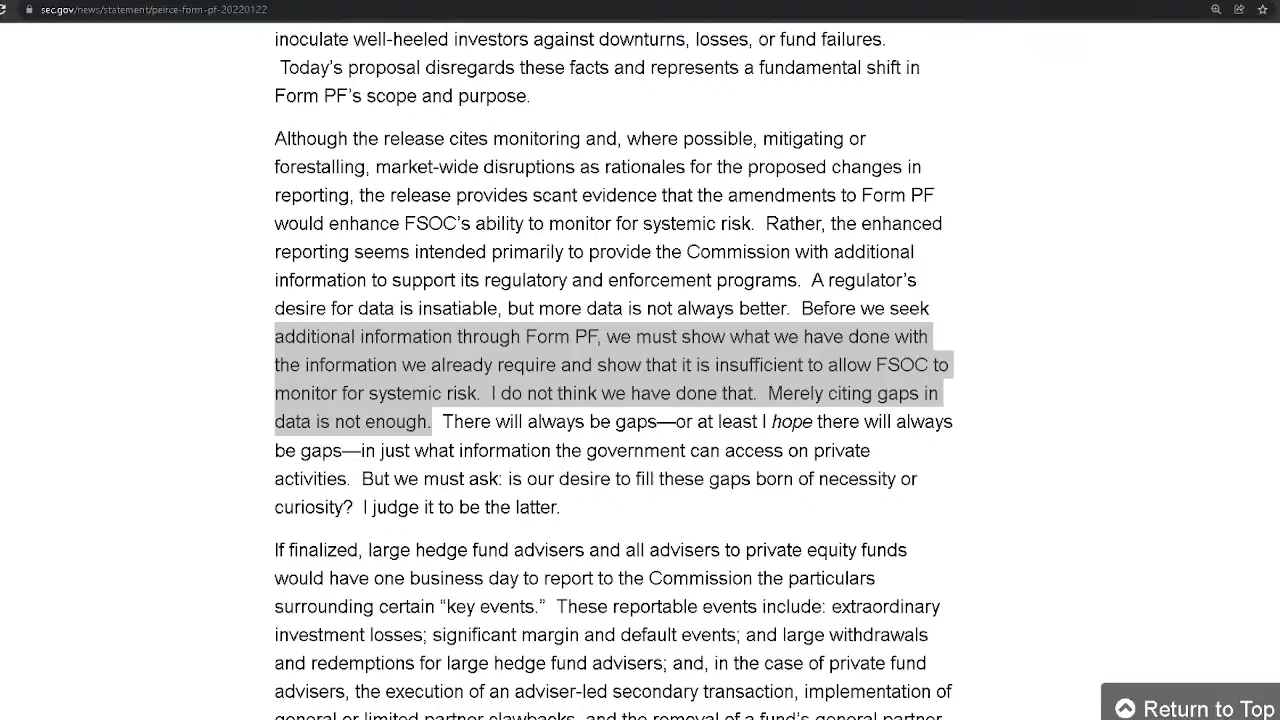 sec.gov/news/statement/peirce-form-pf-20220122
inoculate well-heeled investors against downturns, losses, or fund failures.
Today’s proposal disregards these facts and represents a fundamental shift in
Form PF’s scope and purpose.
Although the release cites monitoring and, where possible, mitigating or
forestalling, market-wide disruptions as rationales for the proposed changes in
reporting, the release provides scant evidence that the amendments to Form PF
would enhance FSOC’s ability to monitor for systemic risk. Rather, the enhanced
reporting seems intended primarily to provide the Commission with additional
information to support its regulatory and enforcement programs. A regulator’s
desire for data is insatiable, but more data is not always better. Before we seek
additional information through Form PF, we must show what we have done with
the information we already require and show that it is insufficient to allow FSOC to
monitor for systemic risk. I do not think we have done that. Merely citing gaps in
data is not enough. There will always be gaps—or at least I hope there will always
be gaps—in just what information the government can access on private
activities. But we must ask: is our desire to fill these gaps born of necessity or
curiosity? I judge it to be the latter.
If finalized, large hedge fund advisers and all advisers to private equity funds
would have one business day to report to the Commission the particulars
surrounding certain “key events.” These reportable events include: extraordinary
investment losses; significant margin and default events; and large withdrawals
and redemptions for large hedge fund advisers; and, in the case of private fund
advisers, the execution of an adviser-led secondary transaction, implementation of
general or limited partner clawbacks, and the removal of a fund’s general partner
Return to Top